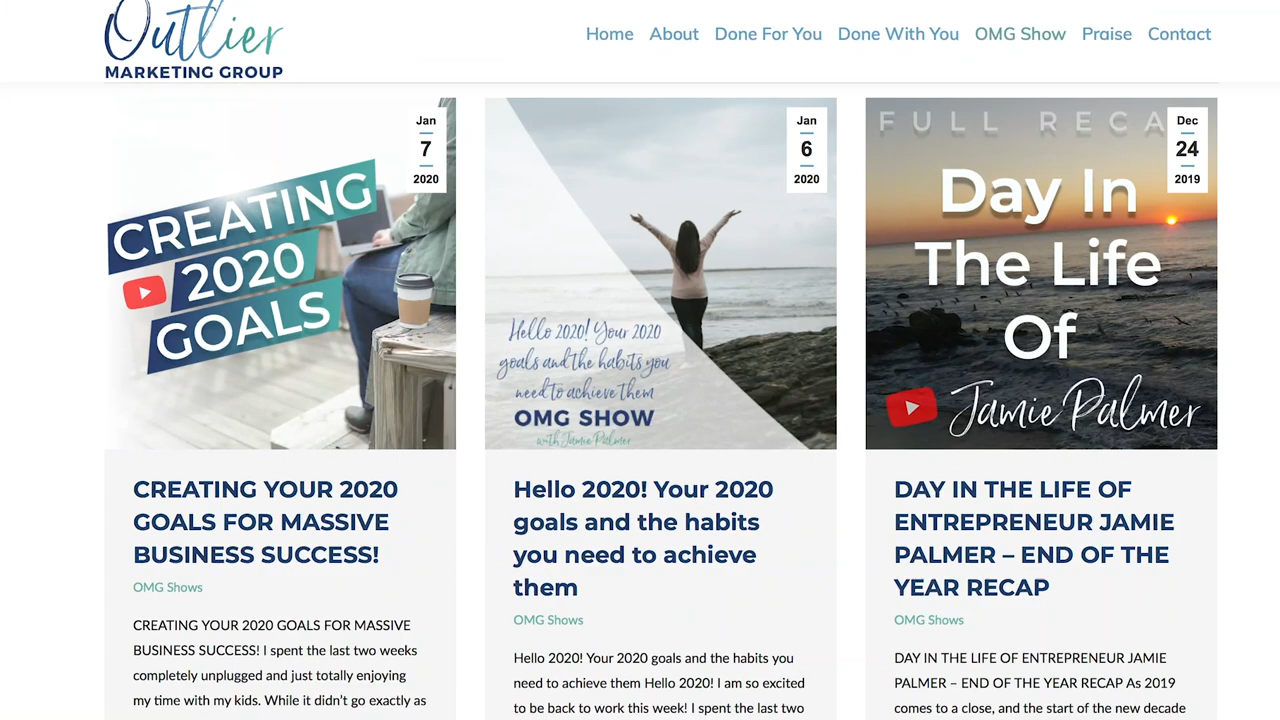 Outlier
MARKETING GROUP
Home About Done For You Done With You OMG Show Praise Contact
Jan
7
2020
CREATING
2020
GOALS
CREATING YOUR 2020
GOALS FOR MASSIVE
BUSINESS SUCCESS!
OMG Shows
CREATING YOUR 2020 GOALS FOR MASSIVE
BUSINESS SUCCESS! I spent the last two weeks
completely unplugged and just totally enjoying
my time with my kids. While it didn’t go exactly as
Jan
6
2020
Hello 2020! Your 2020
goals and the habits you
need to achieve them
OMG SHOW
with Jamie Palmer
Hello 2020! Your 2020
goals and the habits
you need to achieve
them
OMG Shows
Hello 2020! Your 2020 goals and the habits you
need to achieve them Hello 2020! I am so excited
to be back to work this week! I spent the last two
FULL RECA
Dec
24
2019
Day In
The Life
Of
Jamie Palmer
DAY IN THE LIFE OF
ENTREPRENEUR JAMIE
PALMER – END OF THE
YEAR RECAP
OMG Shows
DAY IN THE LIFE OF ENTREPRENEUR JAMIE
PALMER – END OF THE YEAR RECAP As 2019
comes to a close, and the start of the new decade